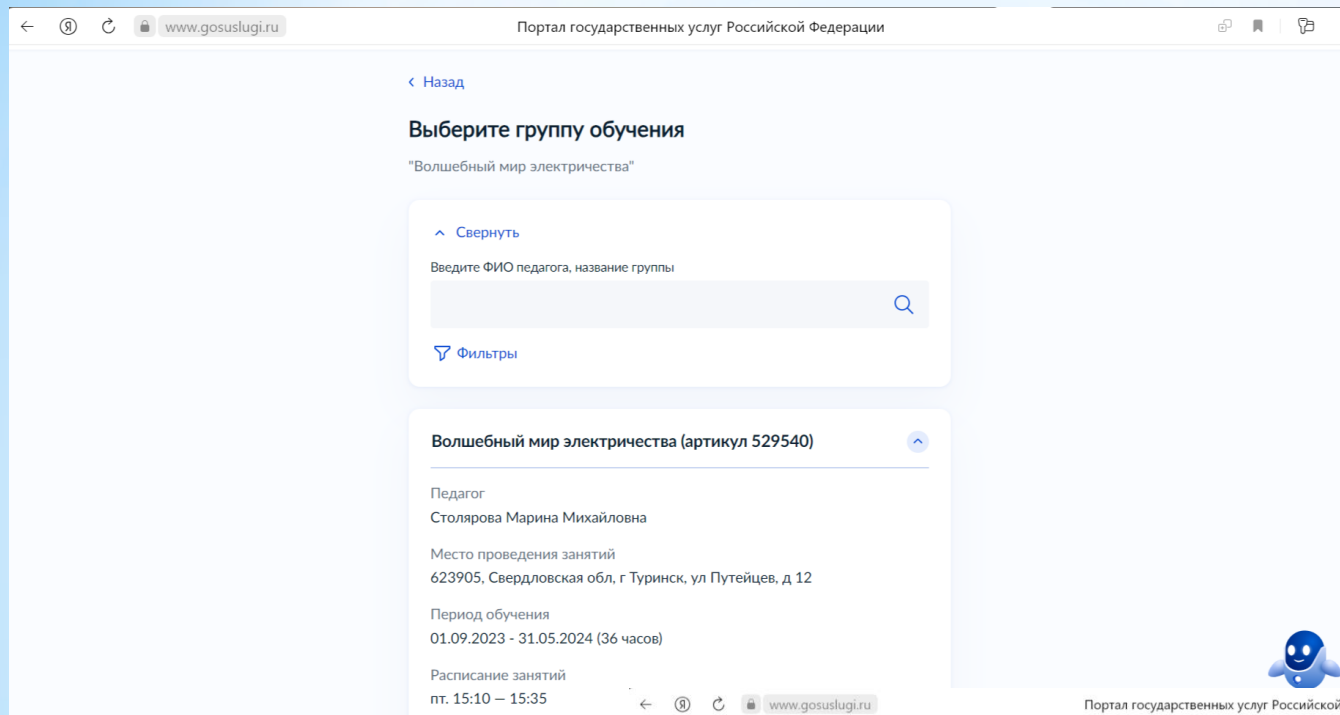 www.gosuslugi.ru
Портал государственных услуг Российской Федерации
Назад
Выберите группу обучения
"Волшебный мир электричества"
Свернуть
Введите ФИО педагога, название группы
Фильтры
Волшебный мир электричества (артикул 529540)
Педагог
Столярова Марина Михайловна
Место проведения занятий
623905, Свердловская обл, г Туринск, ул Путейцев, д 12
Период обучения
01.09.2023 - 31.05.2024 (36 часов)
Расписание занятий
пт. 15:10 — 15:35
www.gosuslugi.ru
Портал государственных услуг Российской